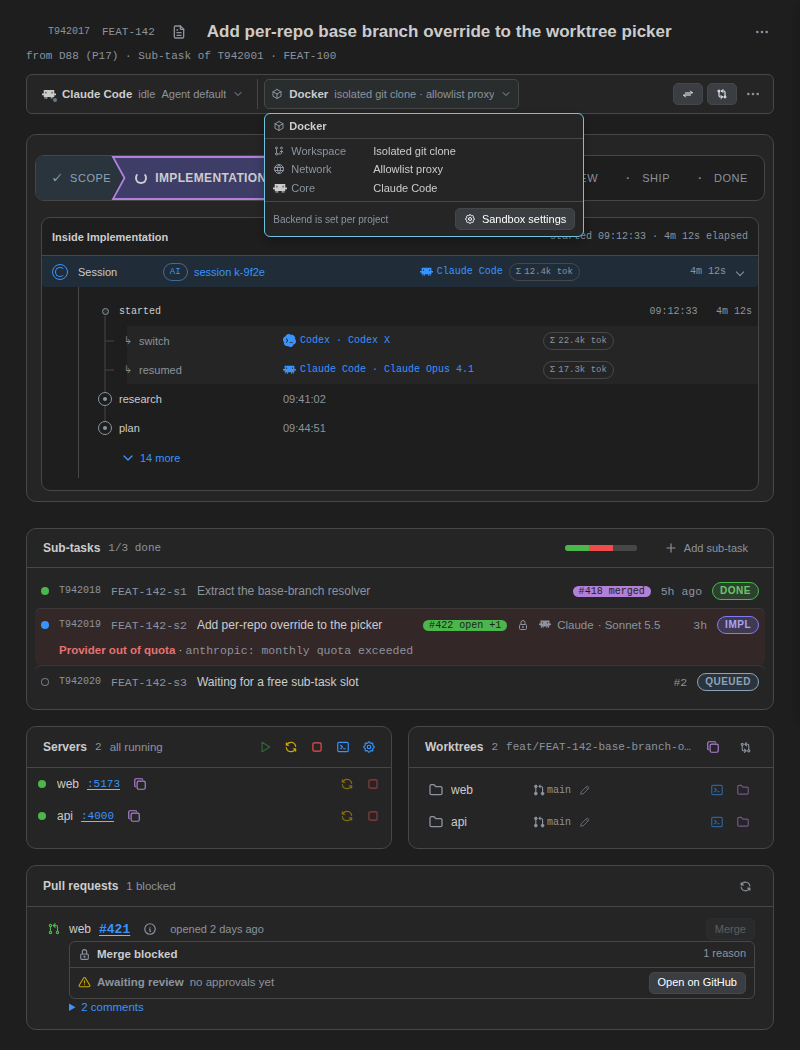 T942017 FEAT-142 Add per-repo base branch override to the worktree picker
from D88 (P17) · Sub-task of T942001 · FEAT-100
Claude Code idle Agent default Docker isolated git clone · allowlist proxy
Docker
Workspace Isolated git clone
Network Allowlist proxy
Core Claude Code
Backend is set per project Sandbox settings
SCOPE IMPLEMENTATION EW · SHIP · DONE
Inside Implementation started 09:12:33 · 4m 12s elapsed
Session AI session k-9f2e Claude Code Σ 12.4k tok 4m 12s
started 09:12:33 4m 12s
↳ switch Codex · Codex X Σ 22.4k tok
↳ resumed Claude Code · Claude Opus 4.1 Σ 17.3k tok
research 09:41:02
plan 09:44:51
14 more
Sub-tasks 1/3 done Add sub-task
T942018 FEAT-142-s1 Extract the base-branch resolver #418 merged 5h ago DONE
T942019 FEAT-142-s2 Add per-repo override to the picker #422 open +1 Claude · Sonnet 5.5 3h IMPL
Provider out of quota · anthropic: monthly quota exceeded
T942020 FEAT-142-s3 Waiting for a free sub-task slot #2 QUEUED
Servers 2 all running
web :5173
api :4000
Worktrees 2 feat/FEAT-142-base-branch-o…
web main
api main
Pull requests 1 blocked
web #421 opened 2 days ago Merge
Merge blocked 1 reason
Awaiting review no approvals yet Open on GitHub
2 comments